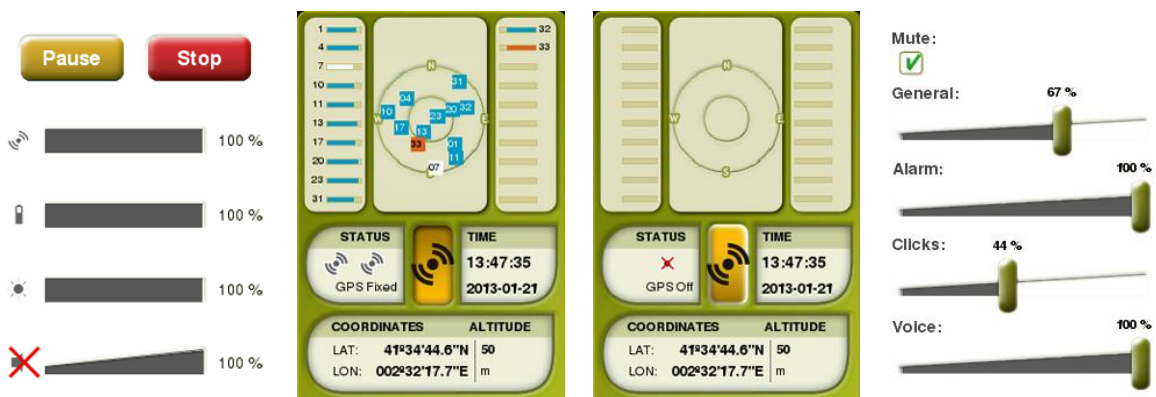 Pause Stop
100 %
100 %
100 %
100 %
1 32
4 33
7
10
11
13
17
20
23
31
N
31
04
10 20 32
W 23 E
17 13
33 01
11
07
STATUS TIME
13:47:35
GPS Fixed 2013-01-21
COORDINATES ALTITUDE
LAT: 41º34'44.6"N 50
LON: 002º32'17.7"E m
N
W E
S
STATUS TIME
13:47:35
GPS Off 2013-01-21
COORDINATES ALTITUDE
LAT: 41º34'44.6"N 50
LON: 002º32'17.7"E m
Mute:
General: 67 %
Alarm: 100 %
Clicks: 44 %
Voice: 100 %